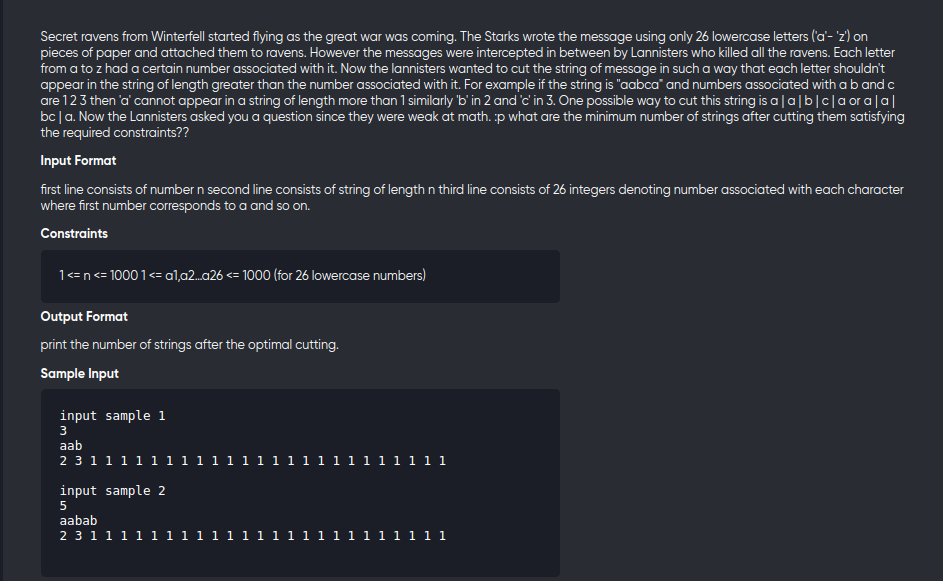 Secret ravens from Winterfell started flying as the great war was coming. The Starks wrote the message using only 26 lowercase letters ('a'- 'z') on
pieces of paper and attached them to ravens. However the messages were intercepted in between by Lannisters who killed all the ravens. Each letter
from a to z had a certain number associated with it. Now the lannisters wanted to cut the string of message in such a way that each letter shouldn't
appear in the string of length greater than the number associated with it. For example if the string is "aabca" and numbers associated with a b and c
are 1 2 3 then 'a' cannot appear in a string of length more than 1 similarly 'b' in 2 and 'c' in 3. One possible way to cut this string is a | a | b | c | a or a | a |
bc | a. Now the Lannisters asked you a question since they were weak at math. :p what are the minimum number of strings after cutting them satisfying
the required constraints??
Input Format
first line consists of number n second line consists of string of length n third line consists of 26 integers denoting number associated with each character
where first number corresponds to a and so on.
Constraints
1 <= n <= 1000 1 <= a1,a2...a26 <= 1000 (for 26 lowercase numbers)
Output Format
print the number of strings after the optimal cutting.
Sample Input
input sample 1
3
aab
2 3 1 1 1 1 1 1 1 1 1 1 1 1 1 1 1 1 1 1 1 1 1 1 1 1
input sample 2
5
aabab
2 3 1 1 1 1 1 1 1 1 1 1 1 1 1 1 1 1 1 1 1 1 1 1 1 1